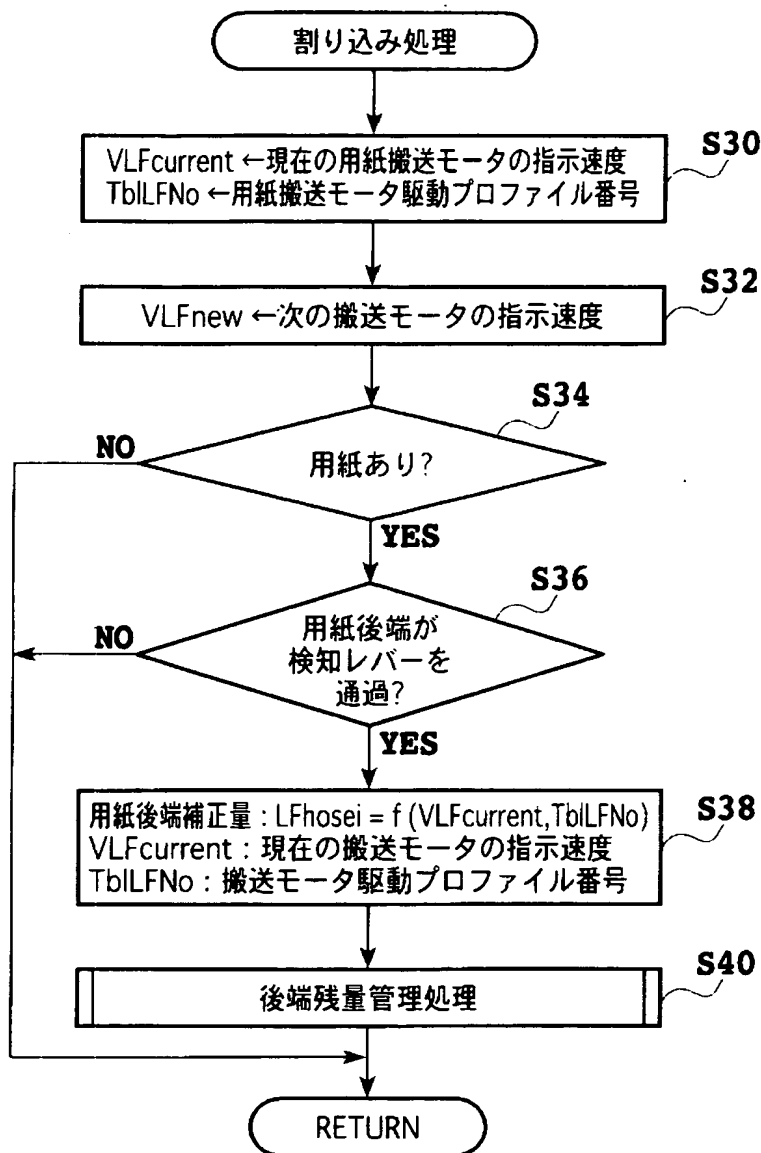 割り込み処理
S30
VLFcurrent ←現在の用紙搬送モータの指示速度
TblLFNo ←用紙搬送モータ駆動プロファイル番号
S32
VLFnew ←次の搬送モータの指示速度
S34
NO
用紙あり?
YES
S36
NO
用紙後端が
検知レバーを
通過?
YES
S38
用紙後端補正量 : LFhosei = f (VLFcurrent,TblLFNo)
VLFcurrent : 現在の搬送モータの指示速度
TblLFNo : 搬送モータ駆動プロファイル番号
S40
後端残量管理処理
RETURN